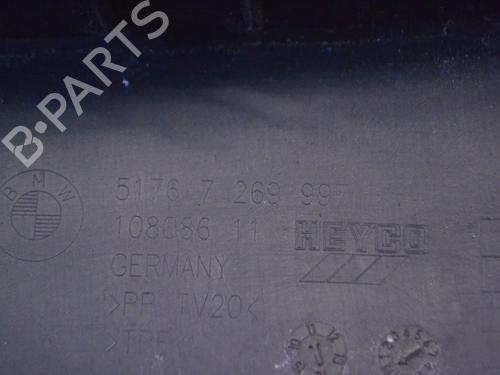 B·PARTS
BMW
5176 7 269 99
108086 11
HEYCO
GERMANY
>PP TV20<